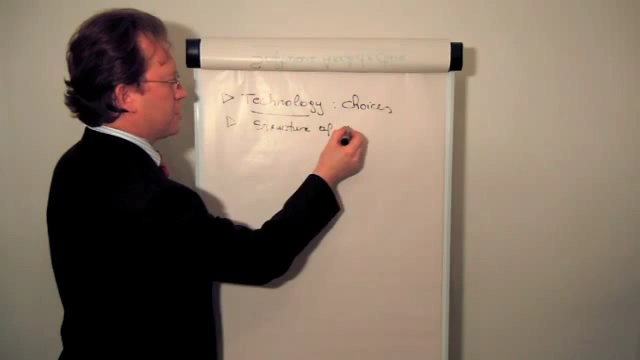 ▷ Technology : choices
▷ structure of